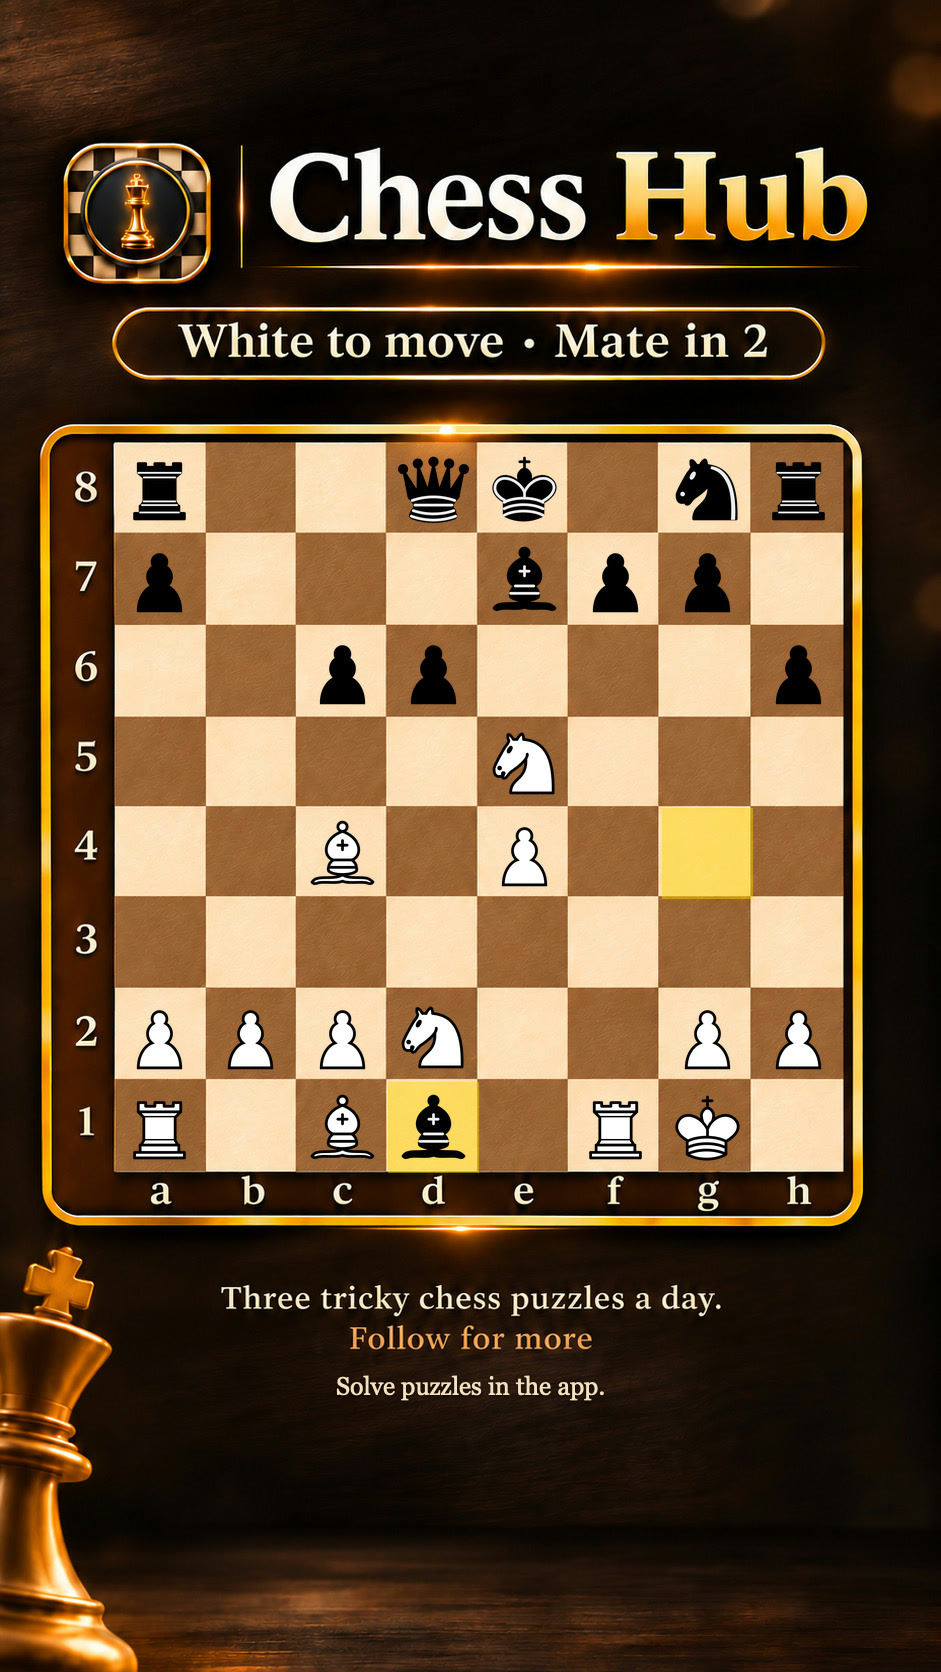 Chess Hub
White to move • Mate in 2
8
7
6
5
4
3
2
1
a b c d e f g h
Three tricky chess puzzles a day.
Follow for more
Solve puzzles in the app.